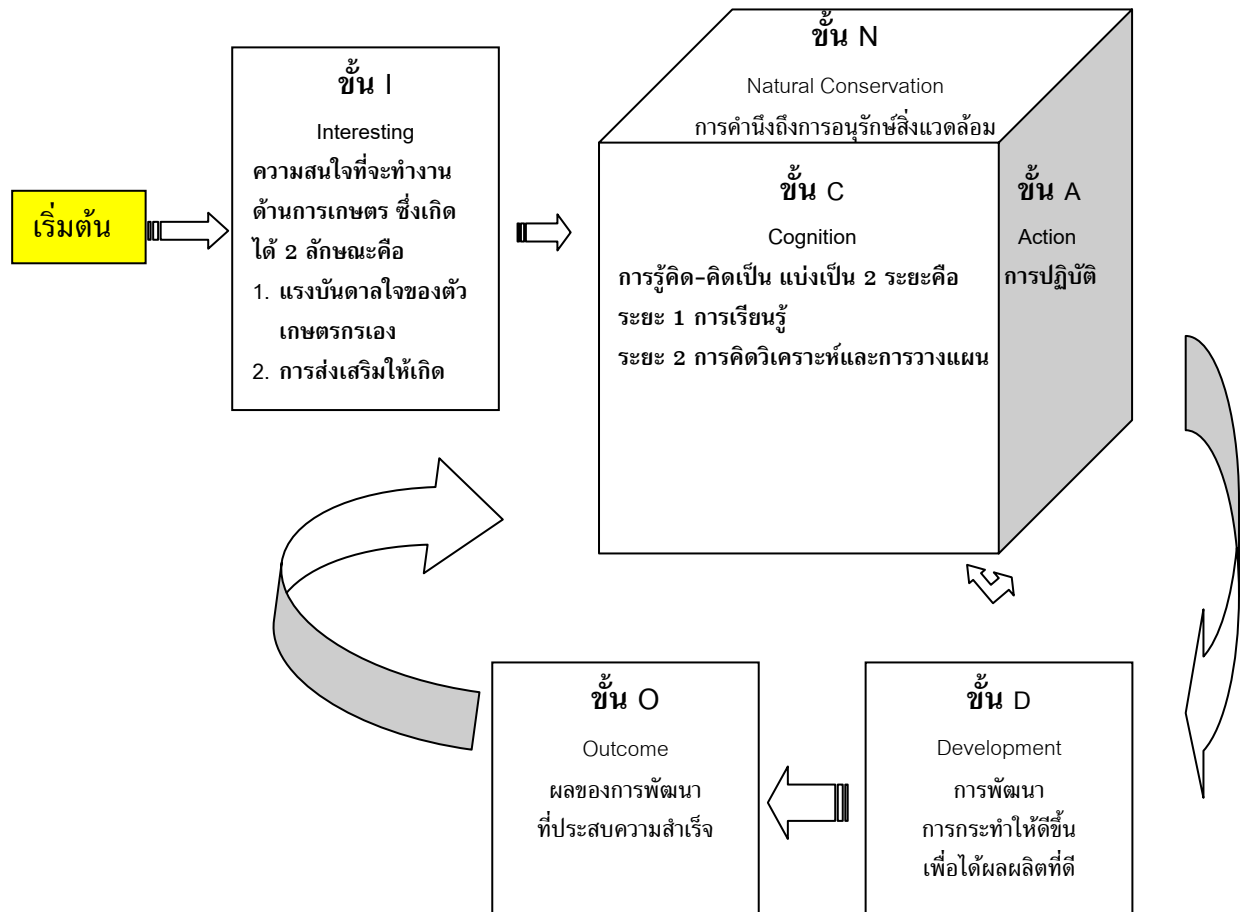 เริ่มต้น
ขั้น I
Interesting
ความสนใจที่จะทำงาน
ด้านการเกษตร ซึ่งเกิด
ได้ 2 ลักษณะคือ
1. แรงบันดาลใจของตัว
เกษตรกรเอง
2. การส่งเสริมให้เกิด
ขั้น N
Natural Conservation
การคำนึงถึงการอนุรักษ์สิ่งแวดล้อม
ขั้น C
Cognition
การรู้คิด-คิดเป็น แบ่งเป็น 2 ระยะคือ
ระยะ 1 การเรียนรู้
ระยะ 2 การคิดวิเคราะห์และการวางแผน
ขั้น A
Action
การปฏิบัติ
ขั้น O
Outcome
ผลของการพัฒนา
ที่ประสบความสำเร็จ
ขั้น D
Development
การพัฒนา
การกระทำให้ดีขึ้น
เพื่อได้ผลผลิตที่ดี